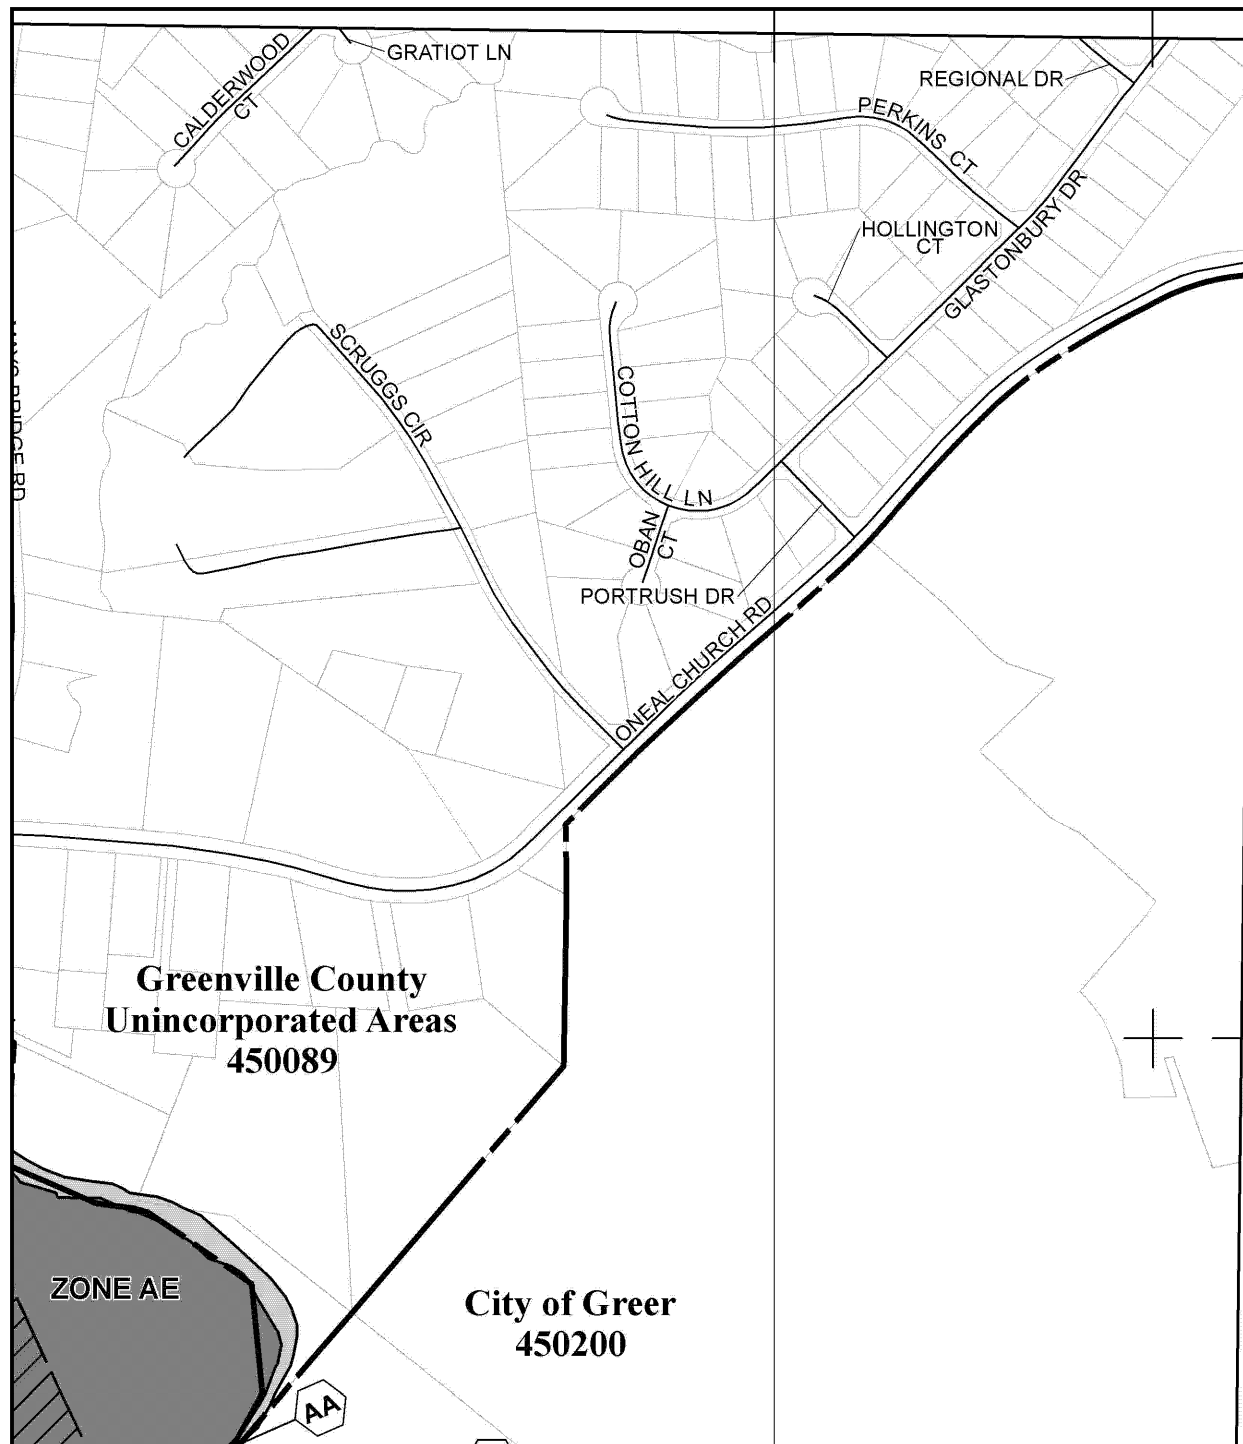 GRATIOT LN
CALDERWOOD
CT
REGIONAL DR
PERKINS CT
HOLLINGTON
CT
GLASTONBURY DR
SCRUGGS CIR
COTTON HILL LN
OBAN
CT
PORTRUSH DR
ONEAL CHURCH RD
Greenville County
Unincorporated Areas
450089
ZONE AE
City of Greer
450200
AA